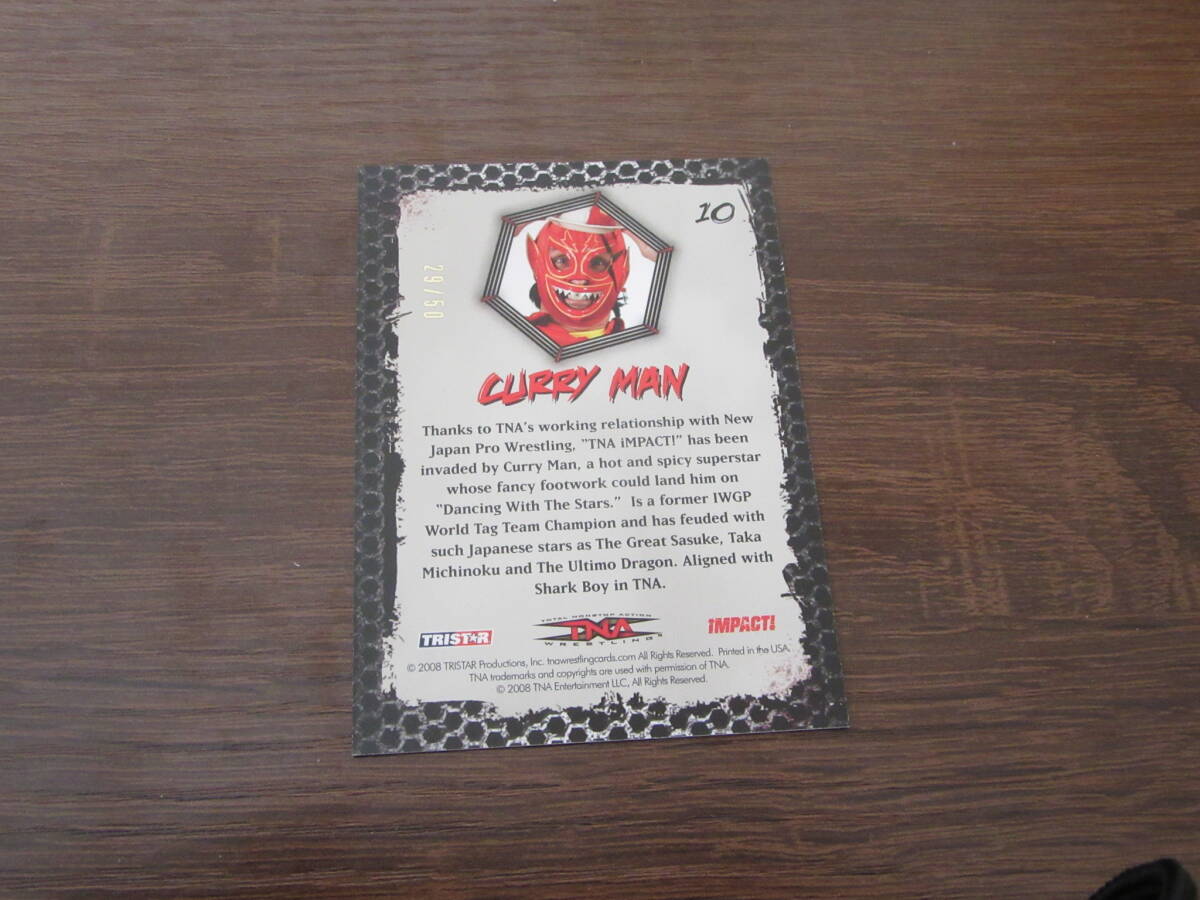 10
29/50
CURRY MAN
Thanks to TNA's working relationship with New
Japan Pro Wrestling, "TNA iMPACT!" has been
invaded by Curry Man, a hot and spicy superstar
whose fancy footwork could land him on
"Dancing With The Stars." Is a former IWGP
World Tag Team Champion and has feuded with
such Japanese stars as The Great Sasuke, Taka
Michinoku and The Ultimo Dragon. Aligned with
Shark Boy in TNA.
TRISTAR
TOTAL NONSTOP ACTION
TNA
WRESTLING
iMPACT!
© 2008 TRISTAR Productions, Inc. tnawrestlingcards.com All Rights Reserved. Printed in the USA
TNA trademarks and copyrights are used with permission of TNA.
© 2008 TNA Entertainment LLC, All Rights Reserved.